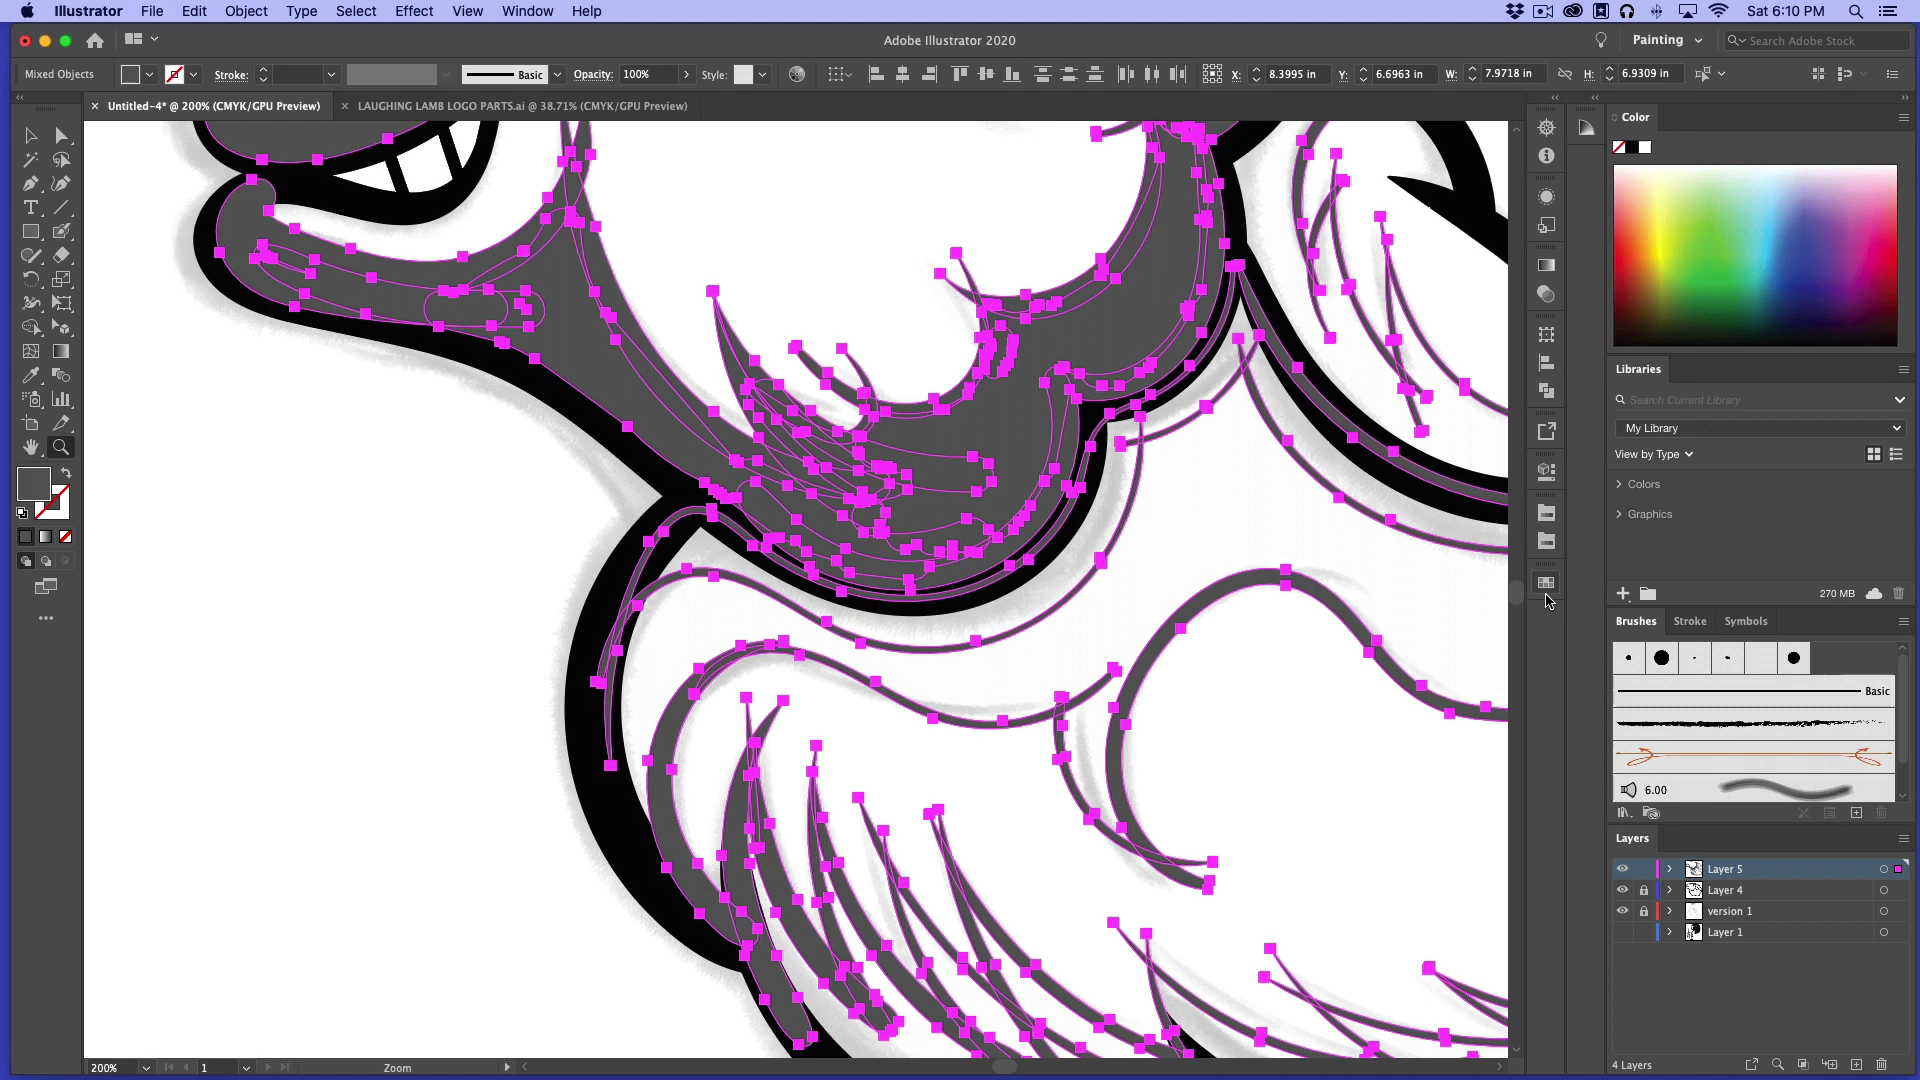 Illustrator File Edit Object Type Select Effect View Window Help Sat 6:10 PM
Adobe Illustrator 2020 Painting Search Adobe Stock
Mixed Objects Stroke: Basic Opacity: 100% Style: X: 8.3995 in Y: 6.6963 in W: 7.9718 in H: 6.9309 in
Untitled-4* @ 200% (CMYK/GPU Preview) LAUGHING LAMB LOGO PARTS.ai @ 38.71% (CMYK/GPU Preview)
Color
Libraries
Search Current Library
My Library
View by Type
Colors
Graphics
270 MB
Brushes Stroke Symbols
Basic
6.00
Layers
Layer 5
Layer 4
version 1
Layer 1
4 Layers
200% 1 Zoom